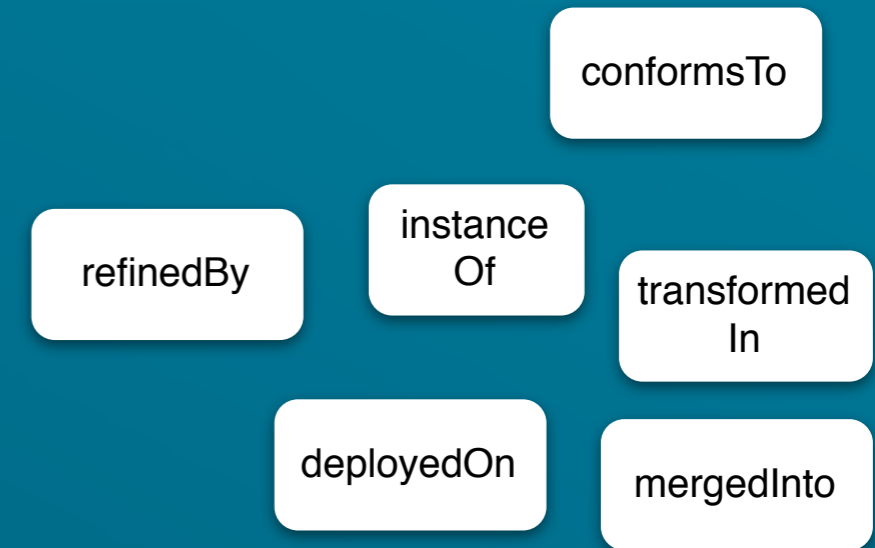 conformsTo
instance
Of
refinedBy
transformed
In
deployedOn
mergedInto